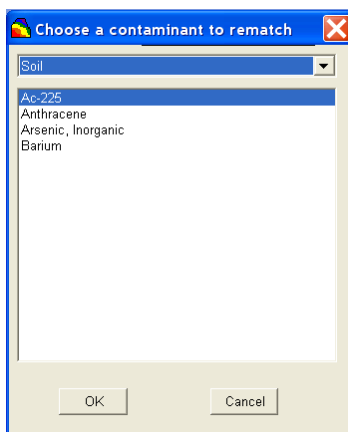 Choose a contaminant to rematch
Soil
Ac-225
Anthracene
Arsenic, Inorganic
Barium
OK
Cancel